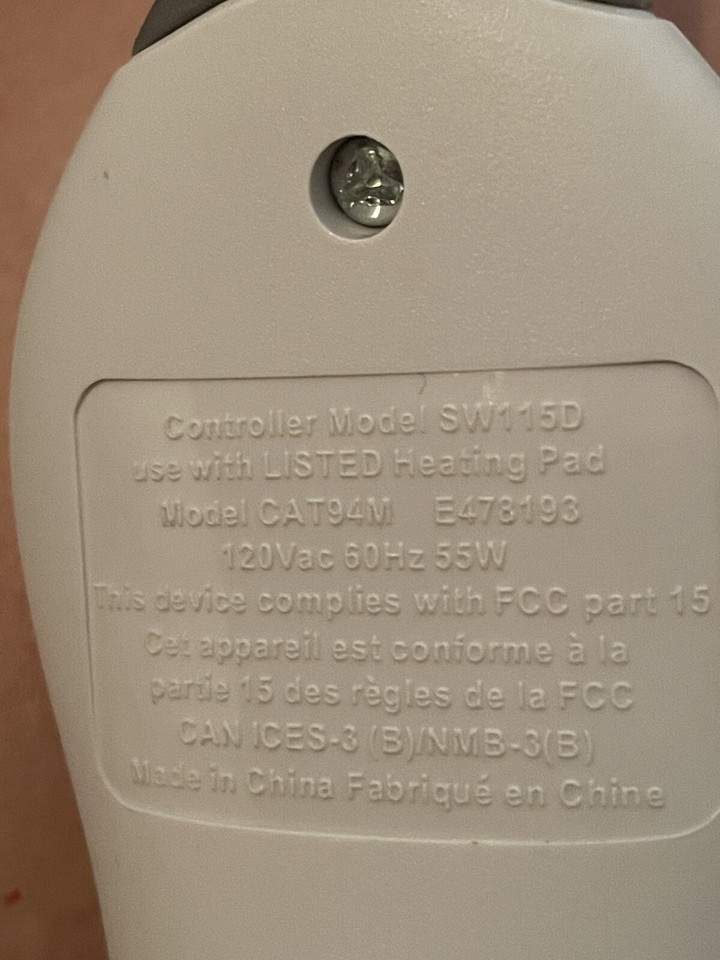 Controller Model SW115D
use with LISTED Heating Pad
Model CAT94M E478193
120Vac 60Hz 55W
This device complies with FCC part 15
Cet appareil est conforme à la
partie 15 des règles de la FCC
CAN ICES-3 (B)/NMB-3(B)
Made in China Fabriqué en Chine